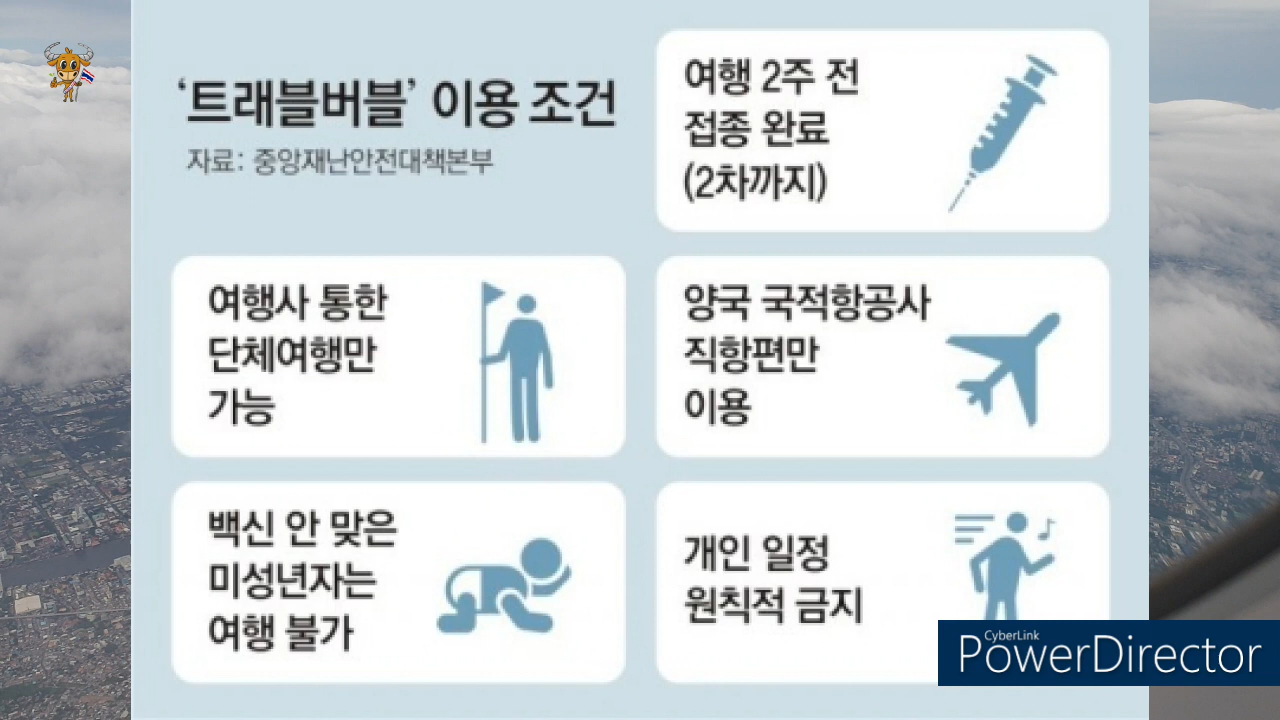 ‘트래블버블’ 이용 조건
자료: 중앙재난안전대책본부
여행 2주 전
접종 완료
(2차까지)
여행사 통한
단체여행만
가능
양국 국적항공사
직항편만
이용
백신 안 맞은
미성년자는
여행 불가
개인 일정
원칙적 금지
CyberLink
PowerDirector